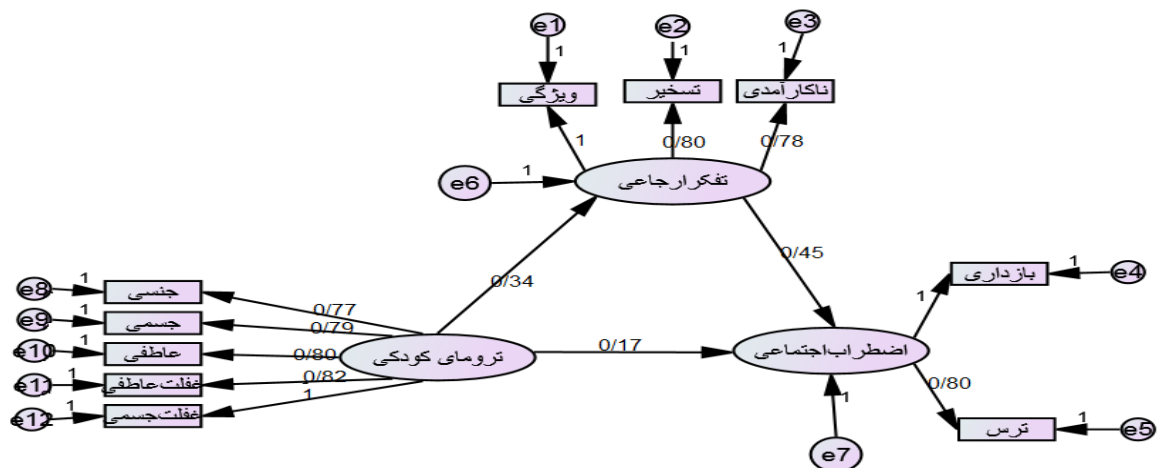 e1
e2
e3
1
1
1
ویژگی
تسخیر
ناکارآمدی
1
0/80
0/78
e6
1
تفکرارجاعی
0/34
0/45
e8
1
جنسی
0/77
e9
1
جسمی
0/79
e10
1
عاطفی
0/80
e11
1
غفلت‌عاطفی
0/82
e12
1
غفلت‌جسمی
1
ترومای کودکی
0/17
اضطراب‌اجتماعی
بازداری
1
e4
1
0/80
ترس
1
e5
1
e7